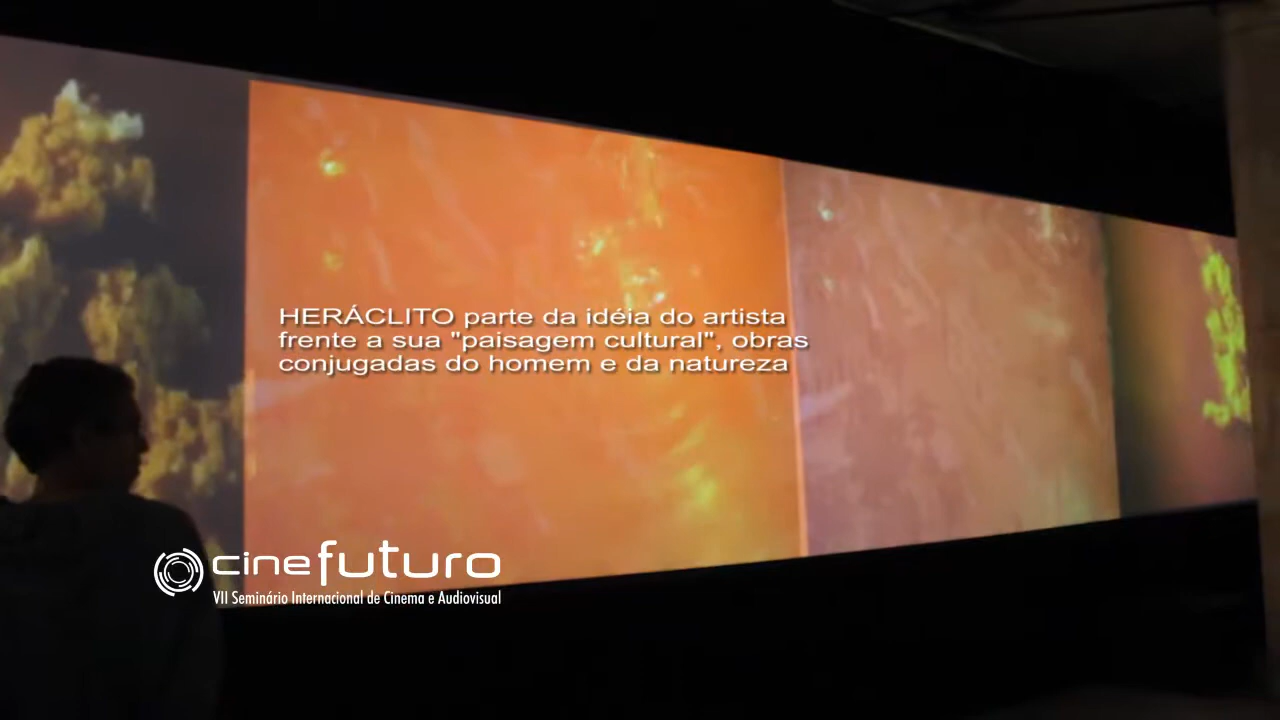 HERÁCLITO parte da idéia do artista
frente a sua "paisagem cultural", obras
conjugadas do homem e da natureza
cinefuturo
VII Seminário Internacional de Cinema e Audiovisual